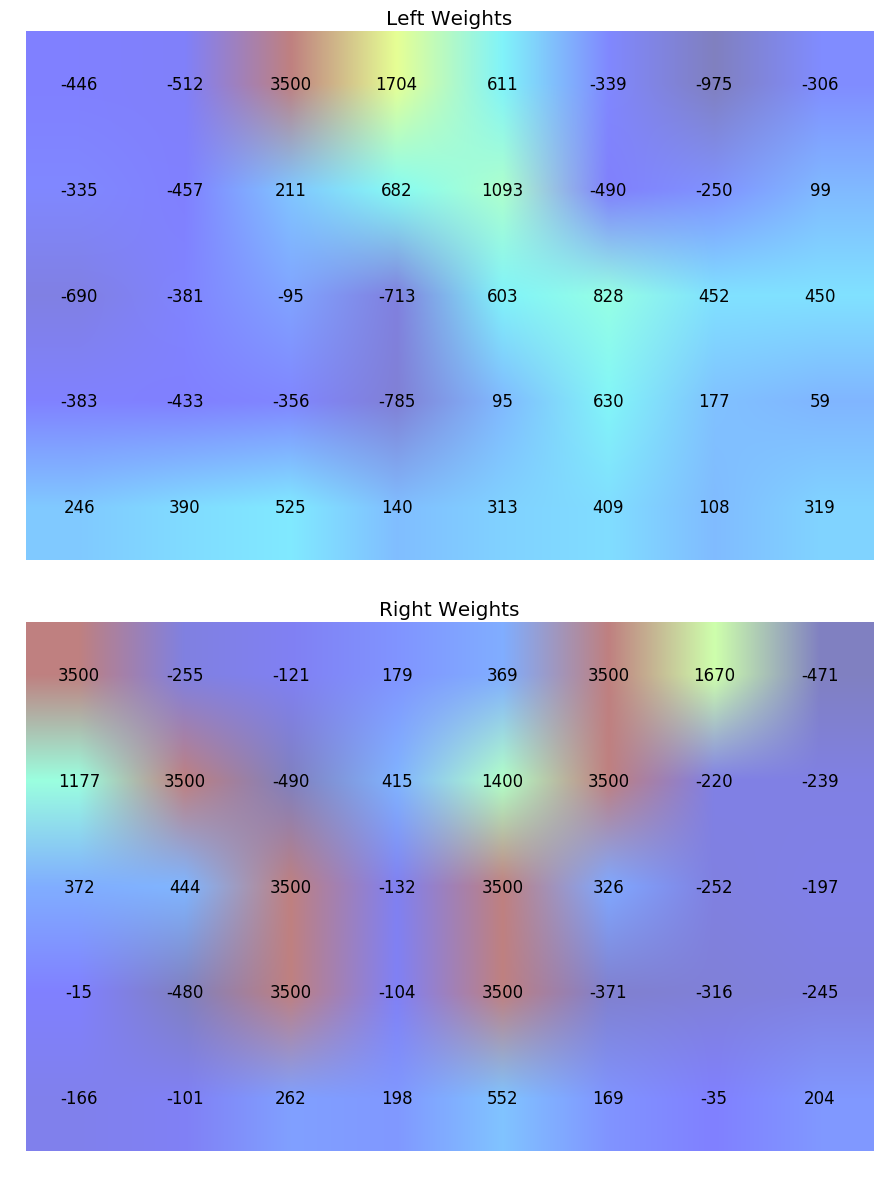 Left Weights
-446 -512 3500 1704 611 -339 -975 -306
-335 -457 211 682 1093 -490 -250 99
-690 -381 -95 -713 603 828 452 450
-383 -433 -356 -785 95 630 177 59
246 390 525 140 313 409 108 319
Right Weights
3500 -255 -121 179 369 3500 1670 -471
1177 3500 -490 415 1400 3500 -220 -239
372 444 3500 -132 3500 326 -252 -197
-15 -480 3500 -104 3500 -371 -316 -245
-166 -101 262 198 552 169 -35 204